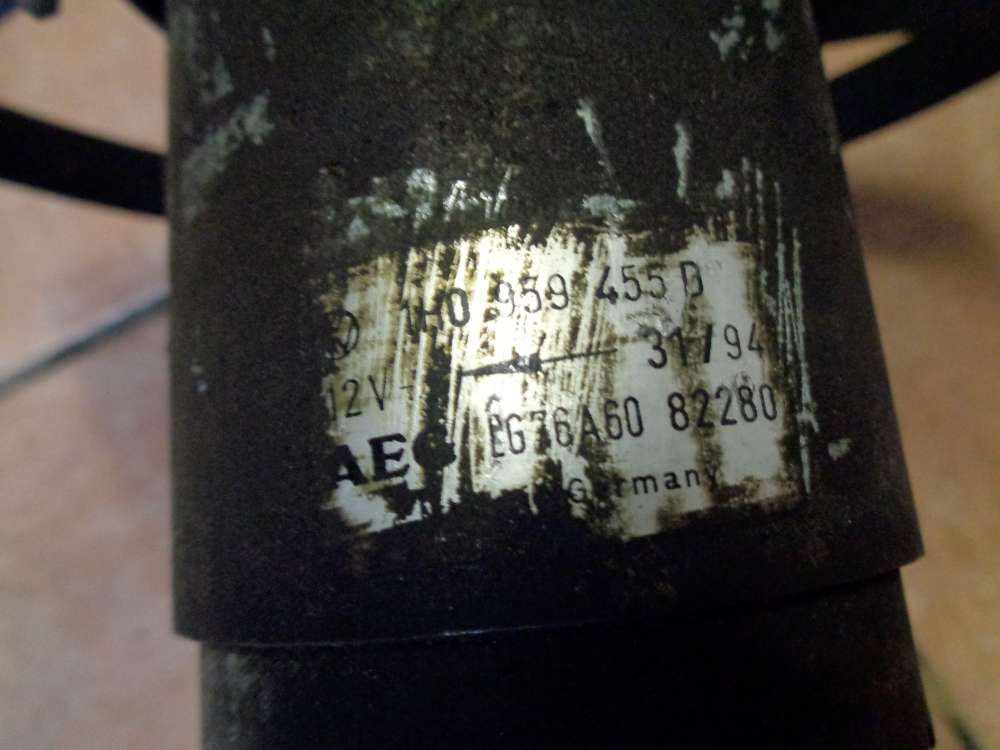 1H0 959 455 D
12V 31/94
AEG EG76A60 82280
Germany